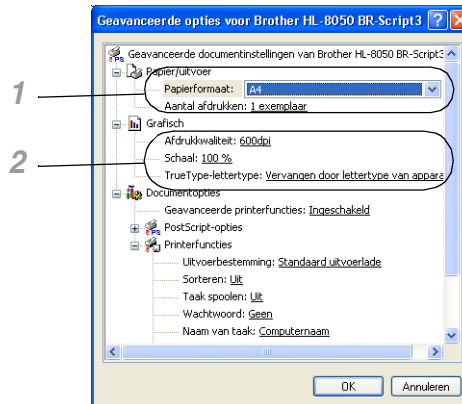 Geavanceerde opties voor Brother HL-8050 BR-Script3
Geavanceerde documentinstellingen van Brother HL-8050 BR-Script3
Papier/uitvoer
1
Papierformaat: A4
Aantal afdrukken: 1 exemplaar
Grafisch
Afdrukkwaliteit: 600dpi
2
Schaal: 100 %
TrueType-lettertype: Vervangen door lettertype van appara
Documentopties
Geavanceerde printerfuncties: Ingeschakeld
PostScript-opties
Printerfuncties
Uitvoerbestemming: Standaard uitvoerlade
Sorteren: Uit
Taak spoolen: Uit
Wachtwoord: Geen
Naam van taak: Computernaam
OK Annuleren